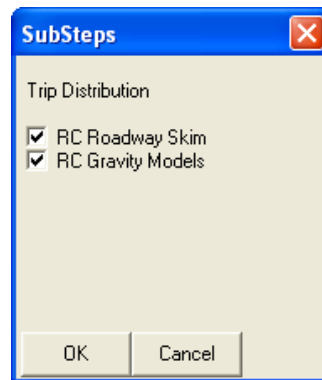 SubSteps
Trip Distribution
RC Roadway Skim
RC Gravity Models
OK Cancel